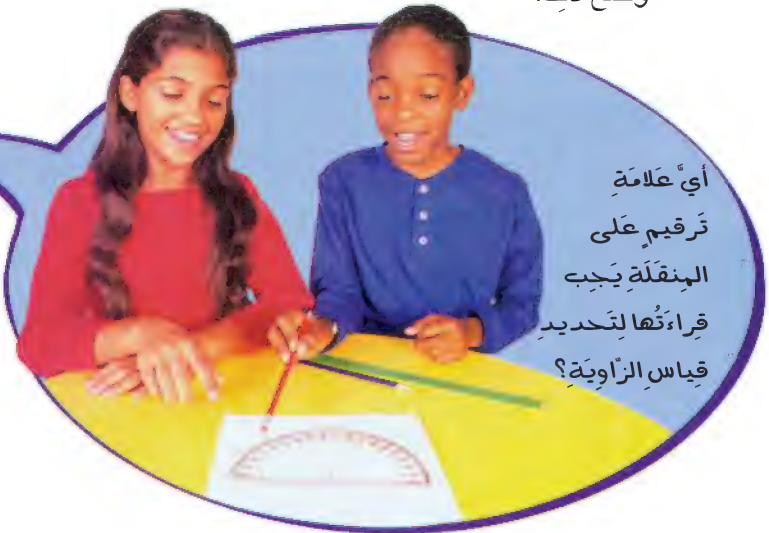 أيَّ عَلامَةِ
تَرقيمٍ عَلى
المِنقَلَةِ يَجِب
قِراءَتُها لِتَحديدِ
قِياسِ الزّاوِيَةِ؟